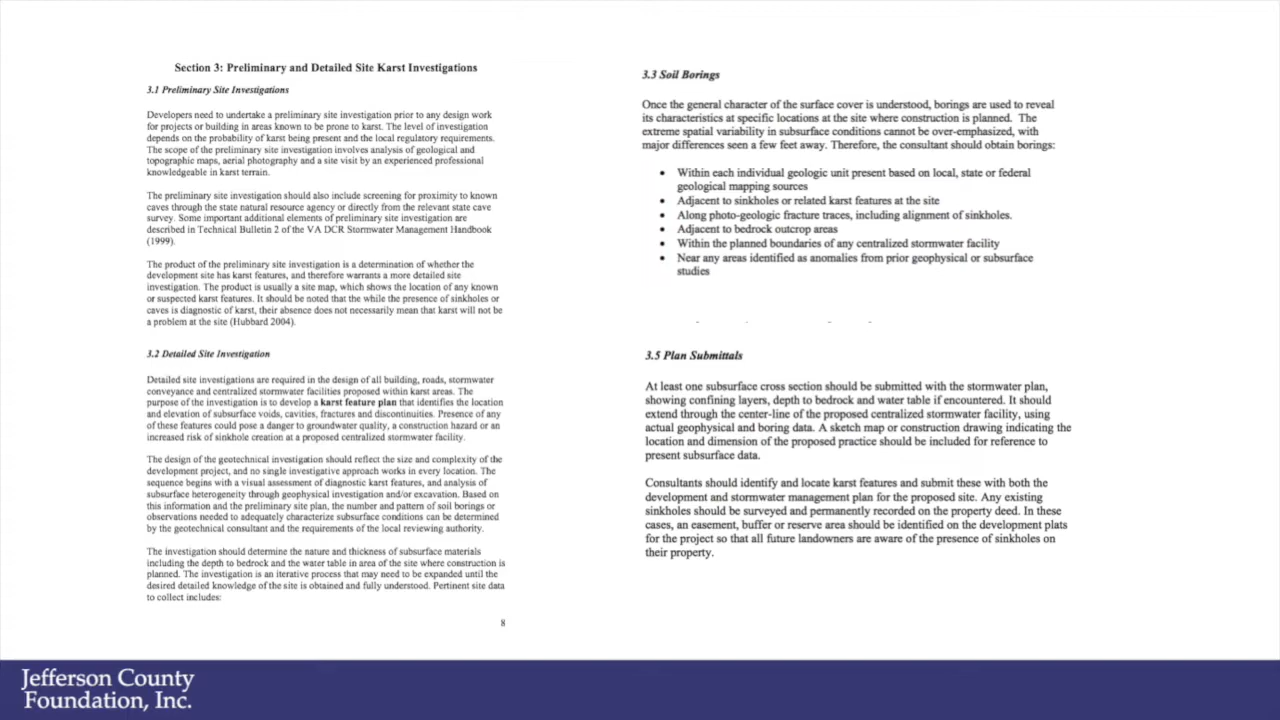 Section 3: Preliminary and Detailed Site Karst Investigations
3.1 Preliminary Site Investigations
Developers need to undertake a preliminary site investigation prior to any design work
for projects or building in areas known to be prone to karst. The level of investigation
depends on the probability of karst being present and the local regulatory requirements.
The scope of the preliminary site investigation involves analysis of geological and
topographic maps, aerial photography and a site visit by an experienced professional
knowledgeable in karst terrain.
The preliminary site investigation should also include screening for proximity to known
caves through the state natural resource agency or directly from the relevant state cave
survey. Some important additional elements of preliminary site investigation are
described in Technical Bulletin 2 of the VA DCR Stormwater Management Handbook
(1999).
The product of the preliminary site investigation is a determination of whether the
development site has karst features, and therefore warrants a more detailed site
investigation. The product is usually a site map, which shows the location of any known
or suspected karst features. It should be noted that the while the presence of sinkholes or
caves is diagnostic of karst, their absence does not necessarily mean that karst will not be
a problem at the site (Hubbard 2004).
3.2 Detailed Site Investigation
Detailed site investigations are required in the design of all building, roads, stormwater
conveyance and centralized stormwater facilities proposed within karst areas. The
purpose of the investigation is to develop a karst feature plan that identifies the location
and elevation of subsurface voids, cavities, fractures and discontinuities. Presence of any
of these features could pose a danger to groundwater quality, a construction hazard or an
increased risk of sinkhole creation at a proposed centralized stormwater facility.
The design of the geotechnical investigation should reflect the size and complexity of the
development project, and no single investigative approach works in every location. The
sequence begins with a visual assessment of diagnostic karst features, and analysis of
subsurface heterogeneity through geophysical investigation and/or excavation. Based on
this information and the preliminary site plan, the number and pattern of soil borings or
observations needed to adequately characterize subsurface conditions can be determined
by the geotechnical consultant and the requirements of the local reviewing authority.
The investigation should determine the nature and thickness of subsurface materials
including the depth to bedrock and the water table in area of the site where construction is
planned. The investigation is an iterative process that may need to be expanded until the
desired detailed knowledge of the site is obtained and fully understood. Pertinent site data
to collect includes:
8
3.3 Soil Borings
Once the general character of the surface cover is understood, borings are used to reveal
its characteristics at specific locations at the site where construction is planned. The
extreme spatial variability in subsurface conditions cannot be over-emphasized, with
major differences seen a few feet away. Therefore, the consultant should obtain borings:
• Within each individual geologic unit present based on local, state or federal
geological mapping sources
• Adjacent to sinkholes or related karst features at the site
• Along photo-geologic fracture traces, including alignment of sinkholes.
• Adjacent to bedrock outcrop areas
• Within the planned boundaries of any centralized stormwater facility
• Near any areas identified as anomalies from prior geophysical or subsurface
studies
3.5 Plan Submittals
At least one subsurface cross section should be submitted with the stormwater plan,
showing confining layers, depth to bedrock and water table if encountered. It should
extend through the center-line of the proposed centralized stormwater facility, using
actual geophysical and boring data. A sketch map or construction drawing indicating the
location and dimension of the proposed practice should be included for reference to
present subsurface data.
Consultants should identify and locate karst features and submit these with both the
development and stormwater management plan for the proposed site. Any existing
sinkholes should be surveyed and permanently recorded on the property deed. In these
cases, an easement, buffer or reserve area should be identified on the development plats
for the project so that all future landowners are aware of the presence of sinkholes on
their property.
Jefferson County
Foundation, Inc.